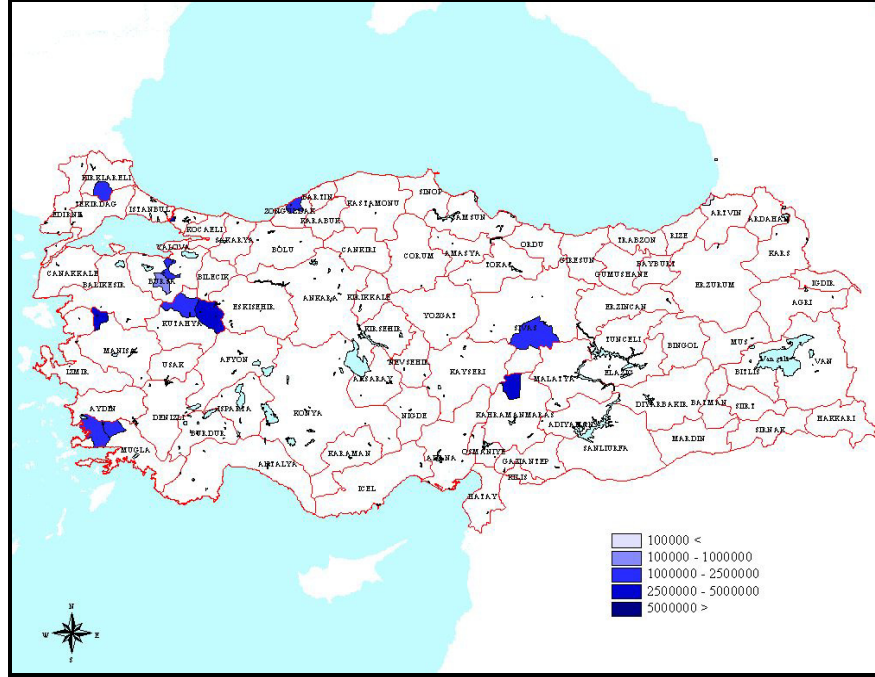 KIRKLARELI
TEKIRDAG
EDIRNE
ISTANBUL
KOCAELI
SAKARYA
YALOVA
ZONGULDAK
BARTIN
KARABUK
KASTAMONU
SINOP
SAMSUN
BOLU
CANKIRI
CORUM
AMASYA
TOKAT
ORDU
GIRESUN
TRABZON
RIZE
ARTVIN
ARDAHAN
KARS
GUMUSHANE
BAYBURT
CANAKKALE
BALIKESIR
BURSA
BILECIK
ESKISEHIR
ANKARA
KIRIKKALE
YOZGAT
SIVAS
ERZINCAN
ERZURUM
IGDIR
AGRI
KUTAHYA
KIRSEHIR
TUNCELI
BINGOL
MUS
MANISA
USAK
AFYON
NEVSEHIR
KAYSERI
MALATYA
ELAZIG
BITLIS
Van gölü
VAN
IZMIR
AKSARAY
AYDIN
DENIZLI
ISPARTA
KONYA
NIGDE
KAHRAMANMARAS
ADIYAMAN
DIYARBAKIR
BATMAN
SIIRT
HAKKARI
BURDUR
MUGLA
ANTALYA
KARAMAN
ADANA
OSMANIYE
GAZIANTEP
SANLIURFA
MARDIN
SIRNAK
ICEL
KILIS
HATAY
100000 <
100000 - 1000000
1000000 - 2500000
2500000 - 5000000
5000000 >
N
W E
S